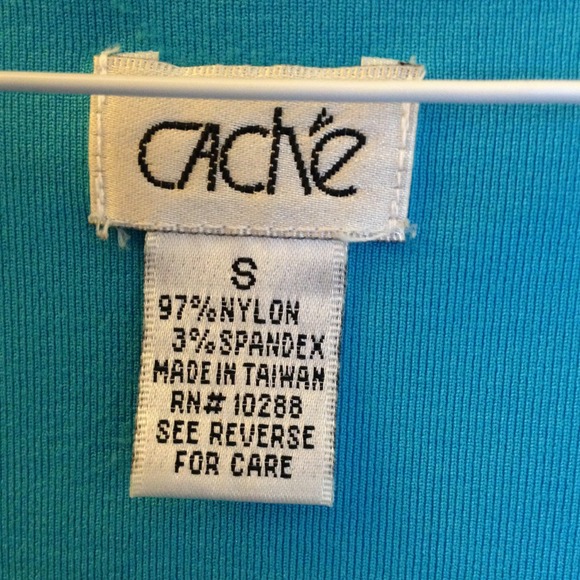 CACHÉ
S
97% NYLON
3% SPANDEX
MADE IN TAIWAN
RN# 10288
SEE REVERSE
FOR CARE